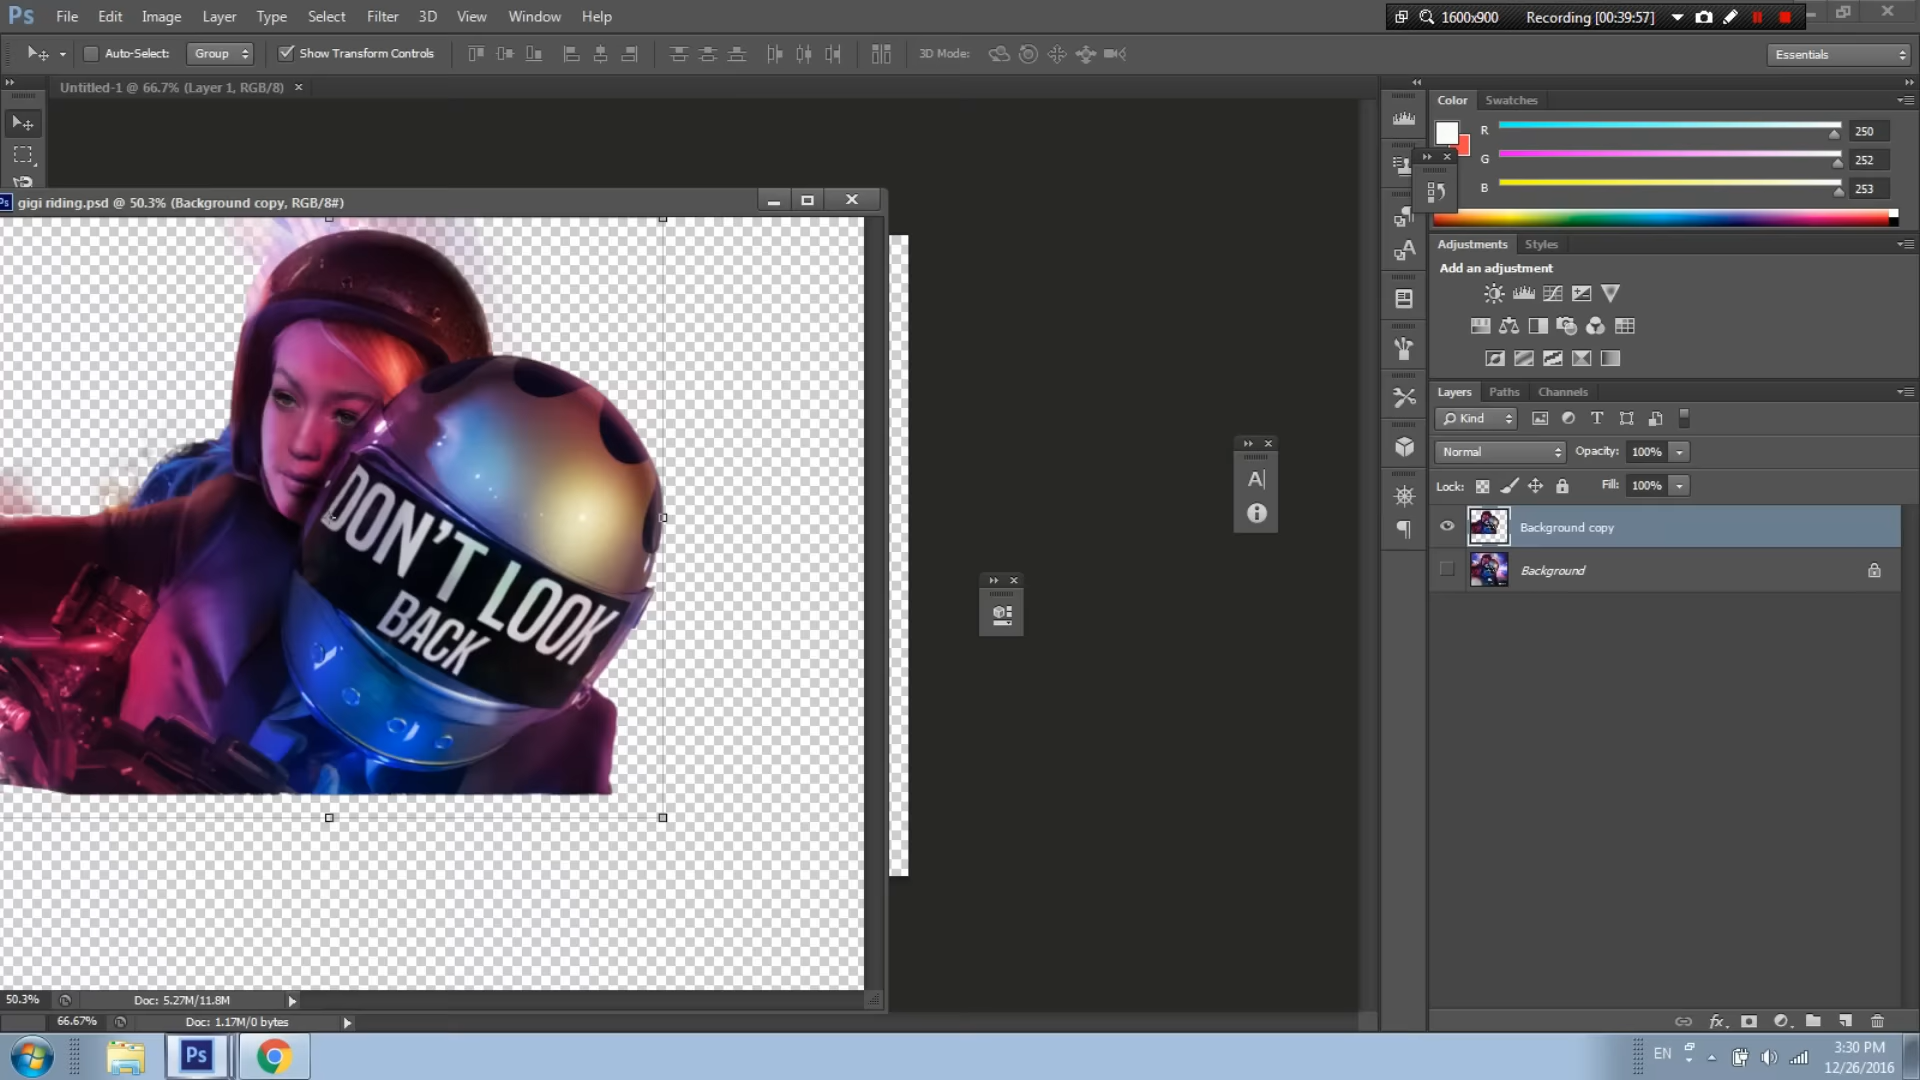 Ps File Edit Image Layer Type Select Filter 3D View Window Help
1600x900 Recording [00:39:57]
Auto-Select: Group Show Transform Controls 3D Mode: Essentials
Untitled-1 @ 66.7% (Layer 1, RGB/8) ×
Color Swatches
R 250
G 252
B 253
Ps gigi riding.psd @ 50.3% (Background copy, RGB/8#)
Adjustments Styles
Add an adjustment
Layers Paths Channels
Kind
Normal Opacity: 100%
Lock: Fill: 100%
Background copy
Background
DON'T LOOK
BACK
50.3% Doc: 5.27M/11.8M
66.67% Doc: 1.17M/0 bytes
Ps
EN
3:30 PM
12/26/2016